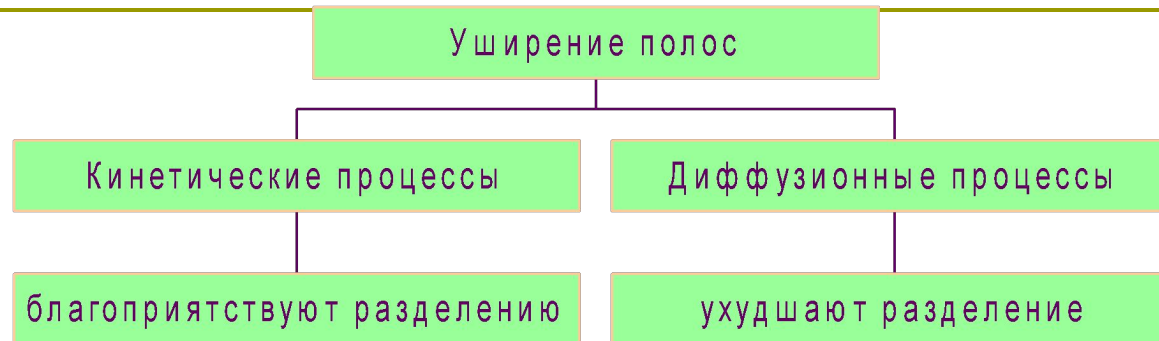 Уширение полос
Кинетические процессы
Диффузионные процессы
благоприятствуют разделению
ухудшают разделение